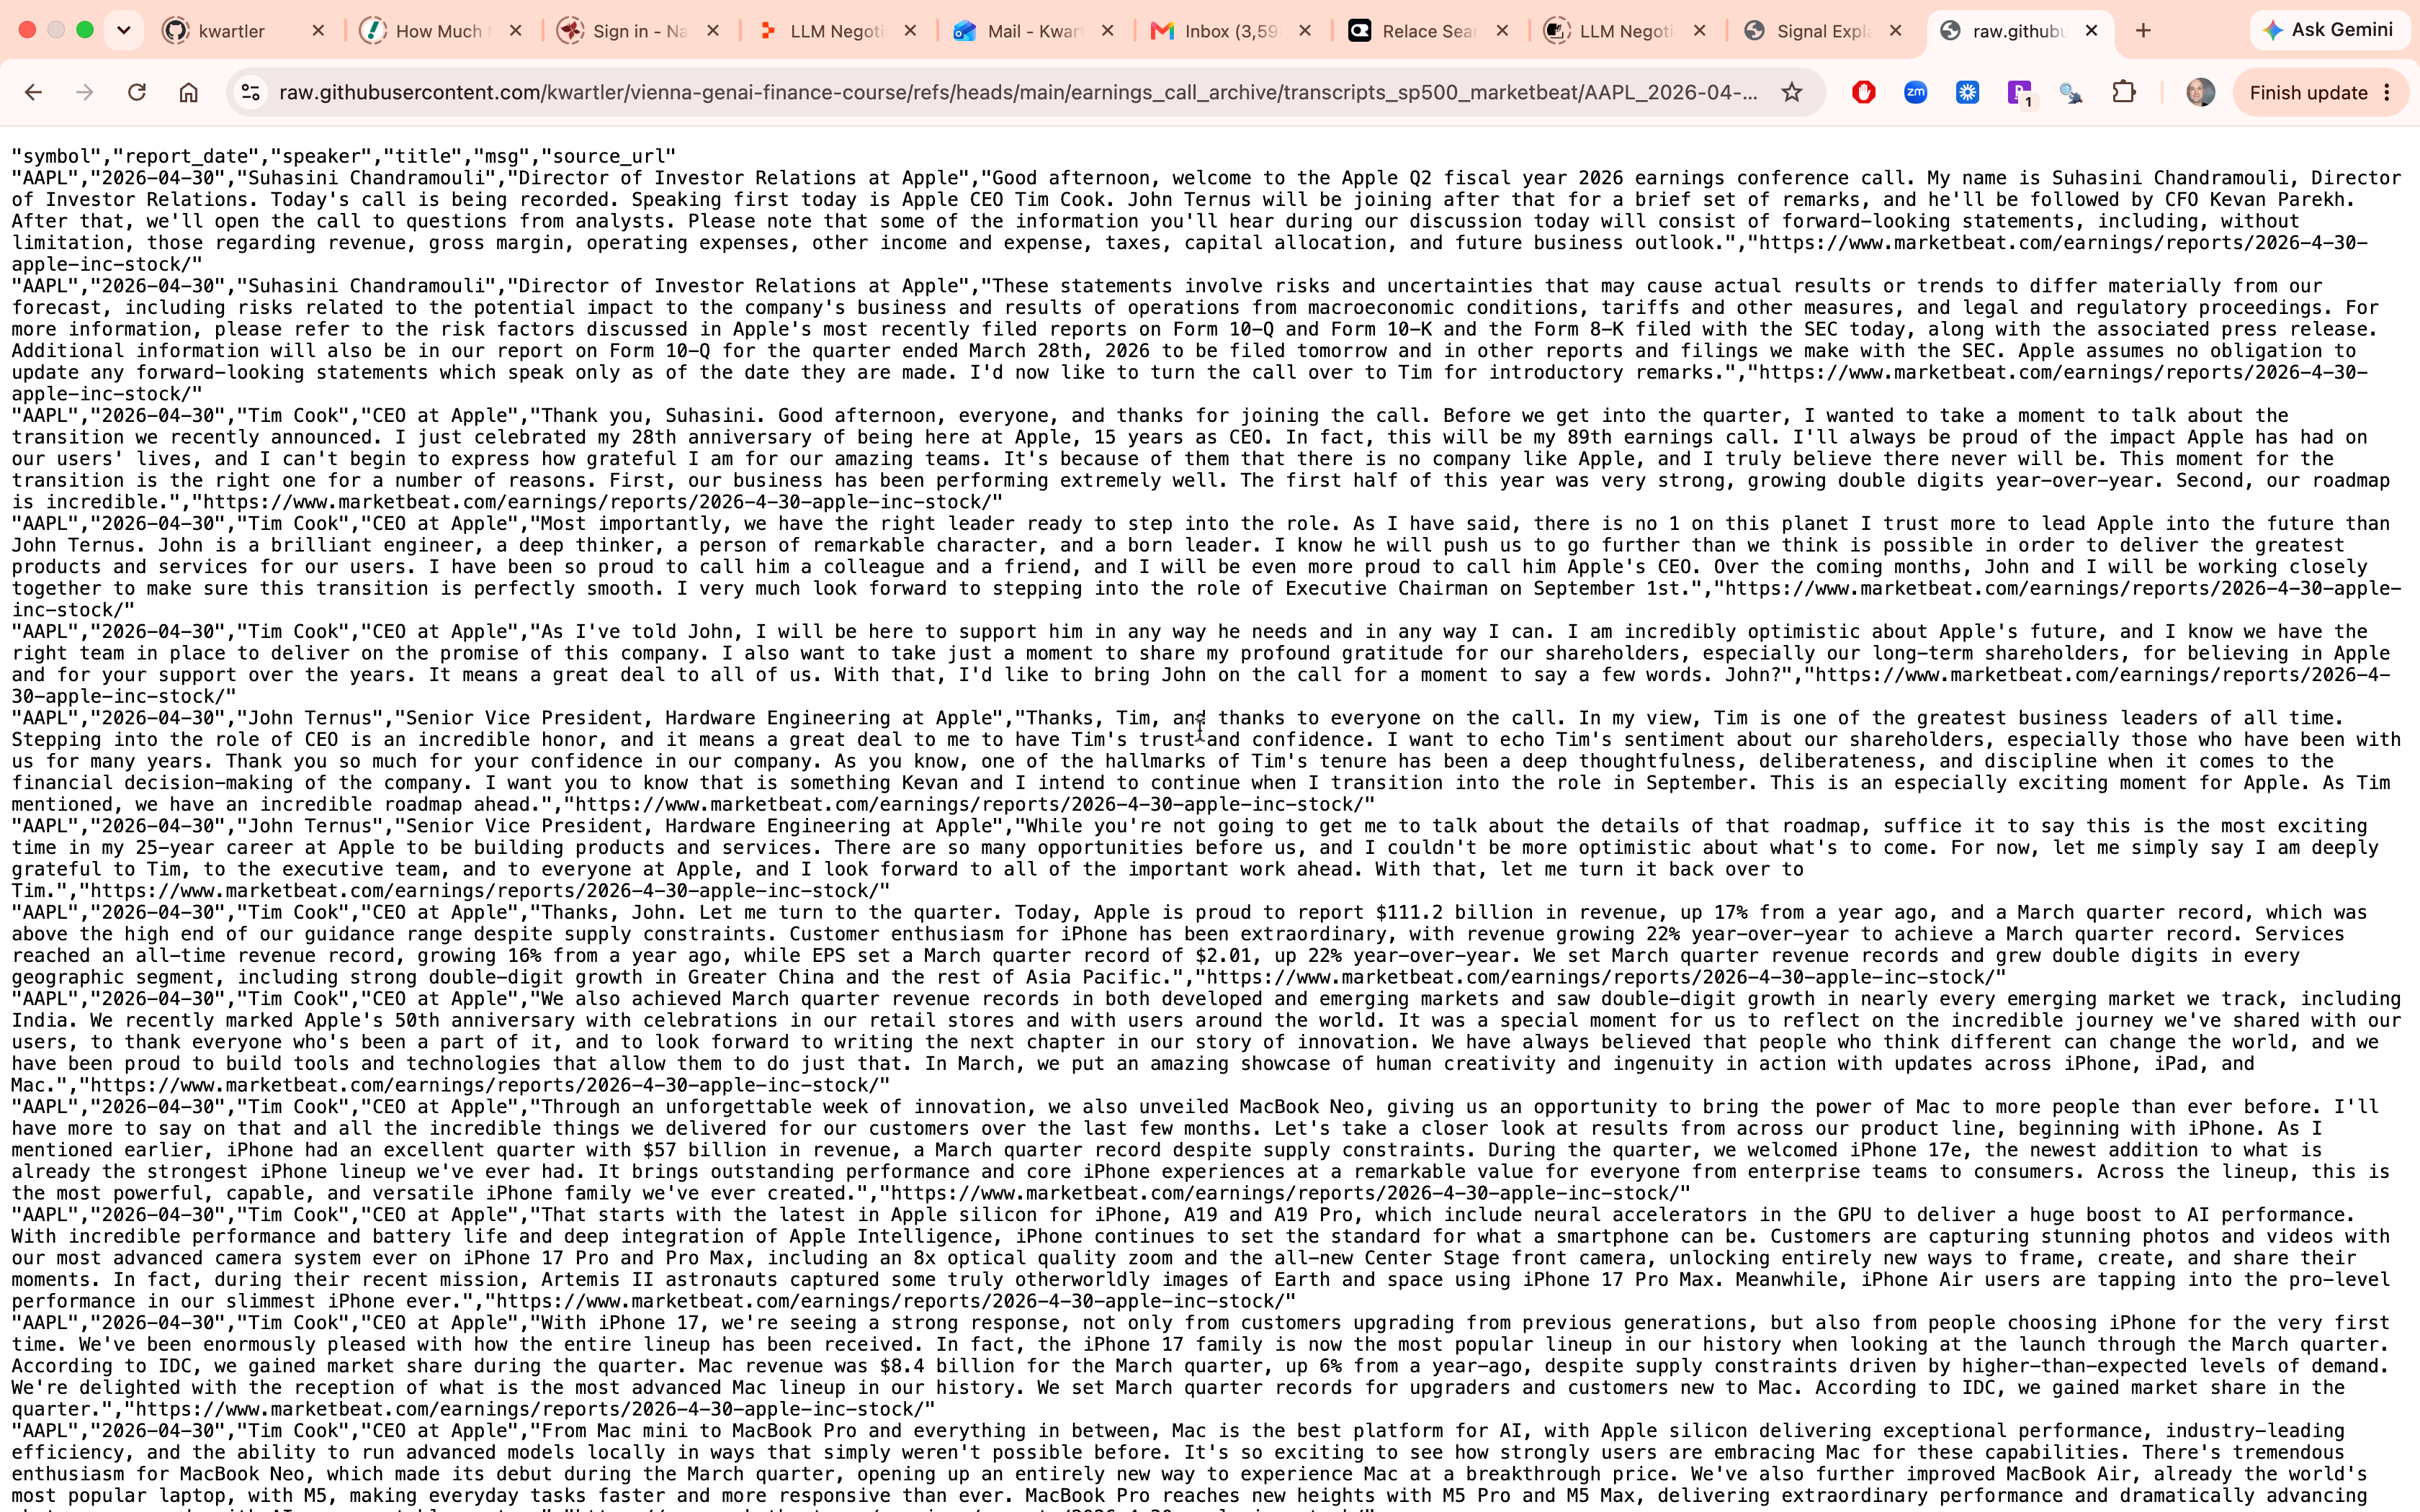 kwartler
How Much
Sign in - Na
LLM Negoti
Mail - Kwart
Inbox (3,59
Relace Sear
LLM Negoti
Signal Expla
raw.githubu
Ask Gemini
raw.githubusercontent.com/kwartler/vienna-genai-finance-course/refs/heads/main/earnings_call_archive/transcripts_sp500_marketbeat/AAPL_2026-04-...
zm
1
Finish update
"symbol","report_date","speaker","title","msg","source_url"
"AAPL","2026-04-30","Suhasini Chandramouli","Director of Investor Relations at Apple","Good afternoon, welcome to the Apple Q2 fiscal year 2026 earnings conference call. My name is Suhasini Chandramouli, Director
of Investor Relations. Today's call is being recorded. Speaking first today is Apple CEO Tim Cook. John Ternus will be joining after that for a brief set of remarks, and he'll be followed by CFO Kevan Parekh.
After that, we'll open the call to questions from analysts. Please note that some of the information you'll hear during our discussion today will consist of forward-looking statements, including, without
limitation, those regarding revenue, gross margin, operating expenses, other income and expense, taxes, capital allocation, and future business outlook.","https://www.marketbeat.com/earnings/reports/2026-4-30-
apple-inc-stock/"
"AAPL","2026-04-30","Suhasini Chandramouli","Director of Investor Relations at Apple","These statements involve risks and uncertainties that may cause actual results or trends to differ materially from our
forecast, including risks related to the potential impact to the company's business and results of operations from macroeconomic conditions, tariffs and other measures, and legal and regulatory proceedings. For
more information, please refer to the risk factors discussed in Apple's most recently filed reports on Form 10-Q and Form 10-K and the Form 8-K filed with the SEC today, along with the associated press release.
Additional information will also be in our report on Form 10-Q for the quarter ended March 28th, 2026 to be filed tomorrow and in other reports and filings we make with the SEC. Apple assumes no obligation to
update any forward-looking statements which speak only as of the date they are made. I'd now like to turn the call over to Tim for introductory remarks.","https://www.marketbeat.com/earnings/reports/2026-4-30-
apple-inc-stock/"
"AAPL","2026-04-30","Tim Cook","CEO at Apple","Thank you, Suhasini. Good afternoon, everyone, and thanks for joining the call. Before we get into the quarter, I wanted to take a moment to talk about the
transition we recently announced. I just celebrated my 28th anniversary of being here at Apple, 15 years as CEO. In fact, this will be my 89th earnings call. I'll always be proud of the impact Apple has had on
our users' lives, and I can't begin to express how grateful I am for our amazing teams. It's because of them that there is no company like Apple, and I truly believe there never will be. This moment for the
transition is the right one for a number of reasons. First, our business has been performing extremely well. The first half of this year was very strong, growing double digits year-over-year. Second, our roadmap
is incredible.","https://www.marketbeat.com/earnings/reports/2026-4-30-apple-inc-stock/"
"AAPL","2026-04-30","Tim Cook","CEO at Apple","Most importantly, we have the right leader ready to step into the role. As I have said, there is no 1 on this planet I trust more to lead Apple into the future than
John Ternus. John is a brilliant engineer, a deep thinker, a person of remarkable character, and a born leader. I know he will push us to go further than we think is possible in order to deliver the greatest
products and services for our users. I have been so proud to call him a colleague and a friend, and I will be even more proud to call him Apple's CEO. Over the coming months, John and I will be working closely
together to make sure this transition is perfectly smooth. I very much look forward to stepping into the role of Executive Chairman on September 1st.","https://www.marketbeat.com/earnings/reports/2026-4-30-apple-
inc-stock/"
"AAPL","2026-04-30","Tim Cook","CEO at Apple","As I've told John, I will be here to support him in any way he needs and in any way I can. I am incredibly optimistic about Apple's future, and I know we have the
right team in place to deliver on the promise of this company. I also want to take just a moment to share my profound gratitude for our shareholders, especially our long-term shareholders, for believing in Apple
and for your support over the years. It means a great deal to all of us. With that, I'd like to bring John on the call for a moment to say a few words. John?","https://www.marketbeat.com/earnings/reports/2026-4-
30-apple-inc-stock/"
"AAPL","2026-04-30","John Ternus","Senior Vice President, Hardware Engineering at Apple","Thanks, Tim, and thanks to everyone on the call. In my view, Tim is one of the greatest business leaders of all time.
Stepping into the role of CEO is an incredible honor, and it means a great deal to me to have Tim's trust and confidence. I want to echo Tim's sentiment about our shareholders, especially those who have been with
us for many years. Thank you so much for your confidence in our company. As you know, one of the hallmarks of Tim's tenure has been a deep thoughtfulness, deliberateness, and discipline when it comes to the
financial decision-making of the company. I want you to know that is something Kevan and I intend to continue when I transition into the role in September. This is an especially exciting moment for Apple. As Tim
mentioned, we have an incredible roadmap ahead.","https://www.marketbeat.com/earnings/reports/2026-4-30-apple-inc-stock/"
"AAPL","2026-04-30","John Ternus","Senior Vice President, Hardware Engineering at Apple","While you're not going to get me to talk about the details of that roadmap, suffice it to say this is the most exciting
time in my 25-year career at Apple to be building products and services. There are so many opportunities before us, and I couldn't be more optimistic about what's to come. For now, let me simply say I am deeply
grateful to Tim, to the executive team, and to everyone at Apple, and I look forward to all of the important work ahead. With that, let me turn it back over to
Tim.","https://www.marketbeat.com/earnings/reports/2026-4-30-apple-inc-stock/"
"AAPL","2026-04-30","Tim Cook","CEO at Apple","Thanks, John. Let me turn to the quarter. Today, Apple is proud to report $111.2 billion in revenue, up 17% from a year ago, and a March quarter record, which was
above the high end of our guidance range despite supply constraints. Customer enthusiasm for iPhone has been extraordinary, with revenue growing 22% year-over-year to achieve a March quarter record. Services
reached an all-time revenue record, growing 16% from a year ago, while EPS set a March quarter record of $2.01, up 22% year-over-year. We set March quarter revenue records and grew double digits in every
geographic segment, including strong double-digit growth in Greater China and the rest of Asia Pacific.","https://www.marketbeat.com/earnings/reports/2026-4-30-apple-inc-stock/"
"AAPL","2026-04-30","Tim Cook","CEO at Apple","We also achieved March quarter revenue records in both developed and emerging markets and saw double-digit growth in nearly every emerging market we track, including
India. We recently marked Apple's 50th anniversary with celebrations in our retail stores and with users around the world. It was a special moment for us to reflect on the incredible journey we've shared with our
users, to thank everyone who's been a part of it, and to look forward to writing the next chapter in our story of innovation. We have always believed that people who think different can change the world, and we
have been proud to build tools and technologies that allow them to do just that. In March, we put an amazing showcase of human creativity and ingenuity in action with updates across iPhone, iPad, and
Mac.","https://www.marketbeat.com/earnings/reports/2026-4-30-apple-inc-stock/"
"AAPL","2026-04-30","Tim Cook","CEO at Apple","Through an unforgettable week of innovation, we also unveiled MacBook Neo, giving us an opportunity to bring the power of Mac to more people than ever before. I'll
have more to say on that and all the incredible things we delivered for our customers over the last few months. Let's take a closer look at results from across our product line, beginning with iPhone. As I
mentioned earlier, iPhone had an excellent quarter with $57 billion in revenue, a March quarter record despite supply constraints. During the quarter, we welcomed iPhone 17e, the newest addition to what is
already the strongest iPhone lineup we've ever had. It brings outstanding performance and core iPhone experiences at a remarkable value for everyone from enterprise teams to consumers. Across the lineup, this is
the most powerful, capable, and versatile iPhone family we've ever created.","https://www.marketbeat.com/earnings/reports/2026-4-30-apple-inc-stock/"
"AAPL","2026-04-30","Tim Cook","CEO at Apple","That starts with the latest in Apple silicon for iPhone, A19 and A19 Pro, which include neural accelerators in the GPU to deliver a huge boost to AI performance.
With incredible performance and battery life and deep integration of Apple Intelligence, iPhone continues to set the standard for what a smartphone can be. Customers are capturing stunning photos and videos with
our most advanced camera system ever on iPhone 17 Pro and Pro Max, including an 8x optical quality zoom and the all-new Center Stage front camera, unlocking entirely new ways to frame, create, and share their
moments. In fact, during their recent mission, Artemis II astronauts captured some truly otherworldly images of Earth and space using iPhone 17 Pro Max. Meanwhile, iPhone Air users are tapping into the pro-level
performance in our slimmest iPhone ever.","https://www.marketbeat.com/earnings/reports/2026-4-30-apple-inc-stock/"
"AAPL","2026-04-30","Tim Cook","CEO at Apple","With iPhone 17, we're seeing a strong response, not only from customers upgrading from previous generations, but also from people choosing iPhone for the very first
time. We've been enormously pleased with how the entire lineup has been received. In fact, the iPhone 17 family is now the most popular lineup in our history when looking at the launch through the March quarter.
According to IDC, we gained market share during the quarter. Mac revenue was $8.4 billion for the March quarter, up 6% from a year-ago, despite supply constraints driven by higher-than-expected levels of demand.
We're delighted with the reception of what is the most advanced Mac lineup in our history. We set March quarter records for upgraders and customers new to Mac. According to IDC, we gained market share in the
quarter.","https://www.marketbeat.com/earnings/reports/2026-4-30-apple-inc-stock/"
"AAPL","2026-04-30","Tim Cook","CEO at Apple","From Mac mini to MacBook Pro and everything in between, Mac is the best platform for AI, with Apple silicon delivering exceptional performance, industry-leading
efficiency, and the ability to run advanced models locally in ways that simply weren't possible before. It's so exciting to see how strongly users are embracing Mac for these capabilities. There's tremendous
enthusiasm for MacBook Neo, which made its debut during the March quarter, opening up an entirely new way to experience Mac at a breakthrough price. We've also further improved MacBook Air, already the world's
most popular laptop, with M5, making everyday tasks faster and more responsive than ever. MacBook Pro reaches new heights with M5 Pro and M5 Max, delivering extraordinary performance and dramatically advancing